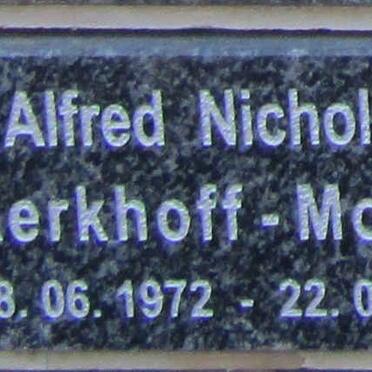 Alfred Nichol
erkhoff - Mo
8. 06. 1972 - 22. 0